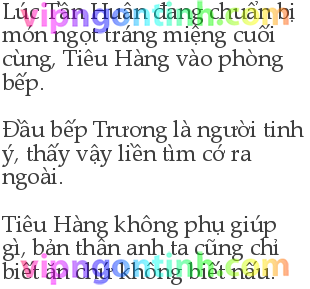 Lúc Tần Huân đang chuẩn bị
món ngọt tráng miệng cuối
cùng, Tiêu Hàng vào phòng
bếp.
Đầu bếp Trương là người tinh
ý, thấy vậy liền tìm cớ ra
ngoài.
Tiêu Hàng không phụ giúp
gì, bản thân anh ta cũng chỉ
biết ăn chứ không biết nấu.
vipngontinh.com
vipngontinh.com